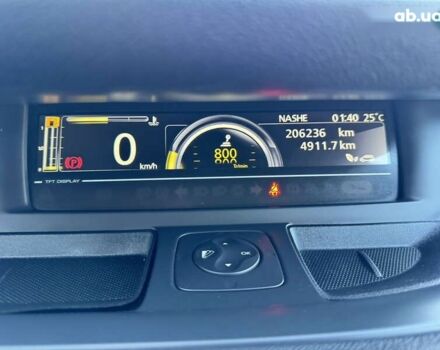 ab.ua
NASHE 01:40 25°C
206236 km
4911.7 km
0 km/h
800
800
Tr/min
P
TFT DISPLAY
OK